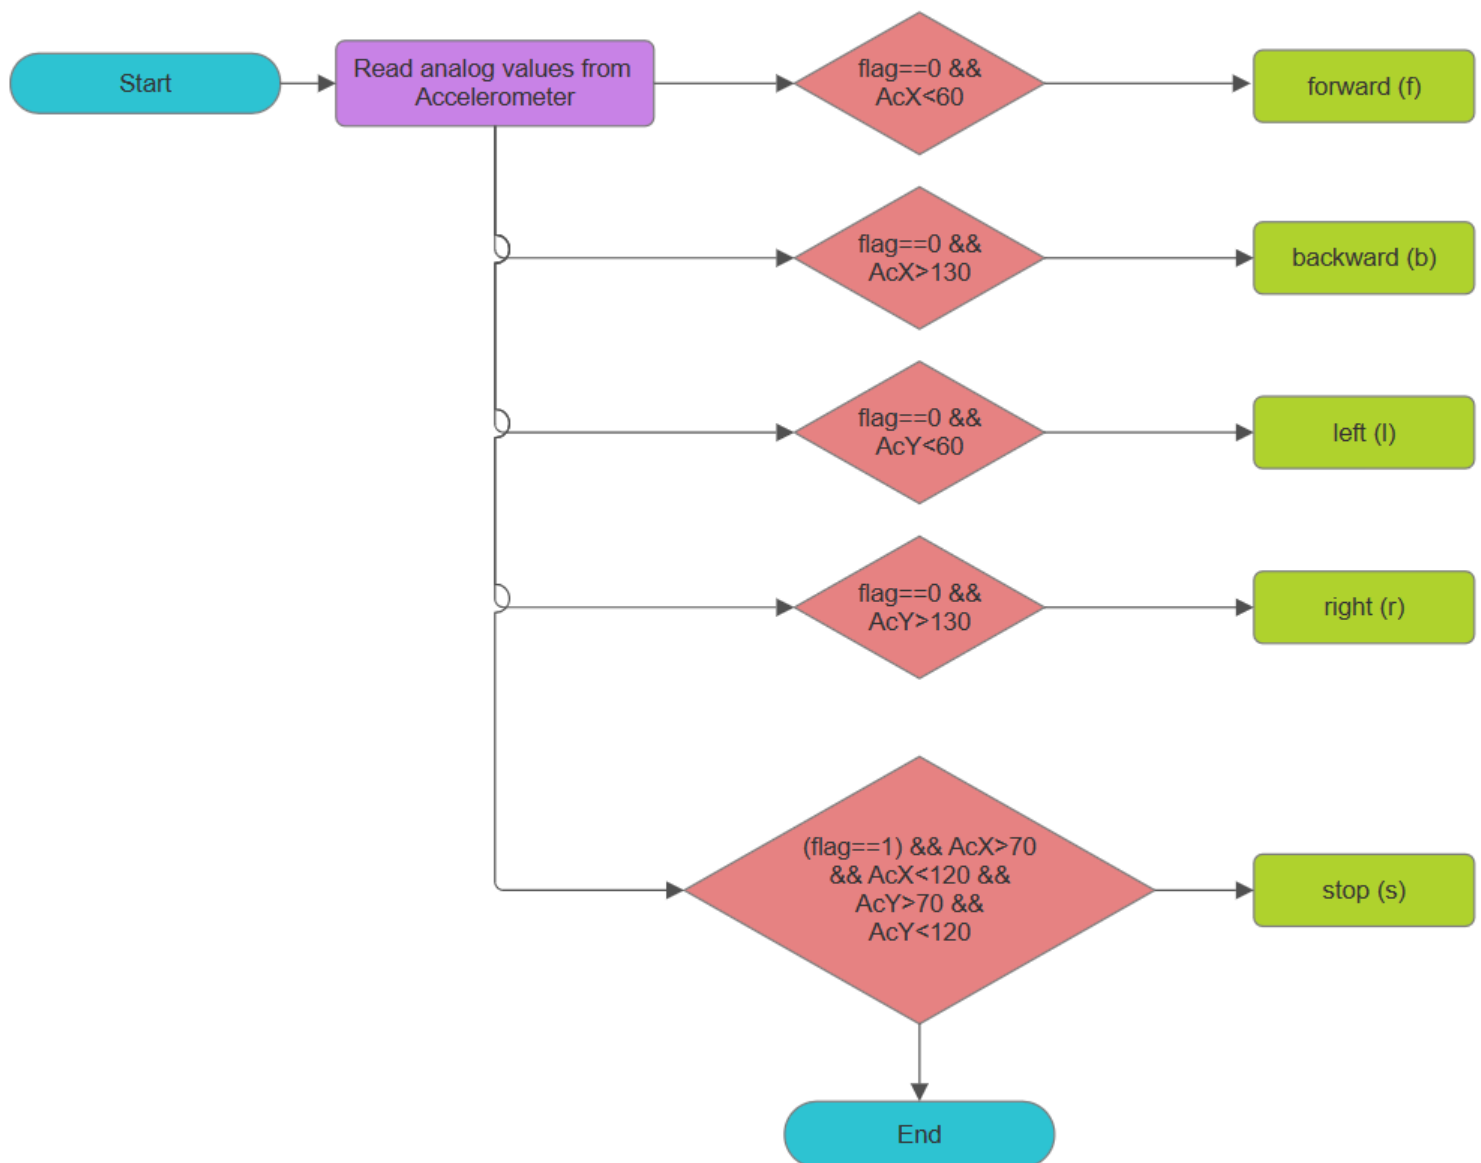 Start
Read analog values from
Accelerometer
flag==0 &&
AcX<60
forward (f)
flag==0 &&
AcX>130
backward (b)
flag==0 &&
AcY<60
left (l)
flag==0 &&
AcY>130
right (r)
(flag==1) && AcX>70
&& AcX<120 &&
AcY>70 &&
AcY<120
stop (s)
End